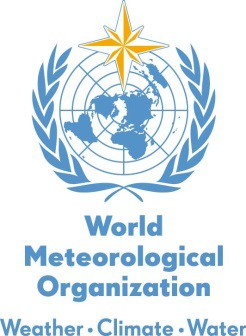 World
Meteorological
Organization
Weather • Climate • Water